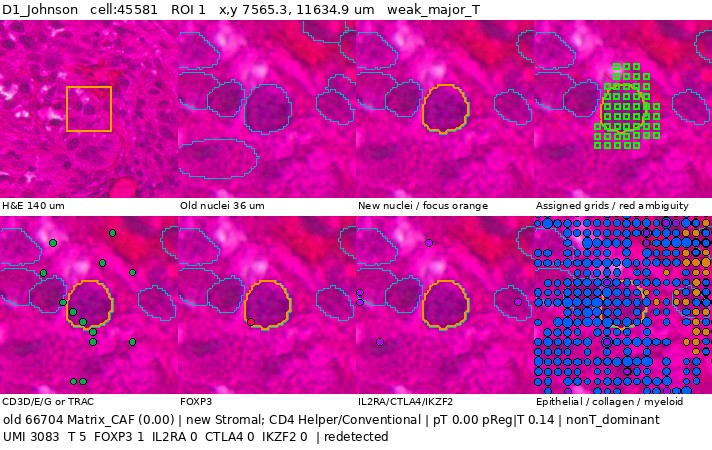 D1_Johnson cell:45581 ROI 1 x,y 7565.3, 11634.9 um weak_major_T
H&E 140 um
Old nuclei 36 um
New nuclei / focus orange
Assigned grids / red ambiguity
CD3D/E/G or TRAC
FOXP3
IL2RA/CTLA4/IKZF2
Epithelial / collagen / myeloid
old 66704 Matrix_CAF (0.00) | new Stromal; CD4 Helper/Conventional | pT 0.00 pReg|T 0.14 | nonT_dominant
UMI 3083 T 5 FOXP3 1 IL2RA 0 CTLA4 0 IKZF2 0 | redetected